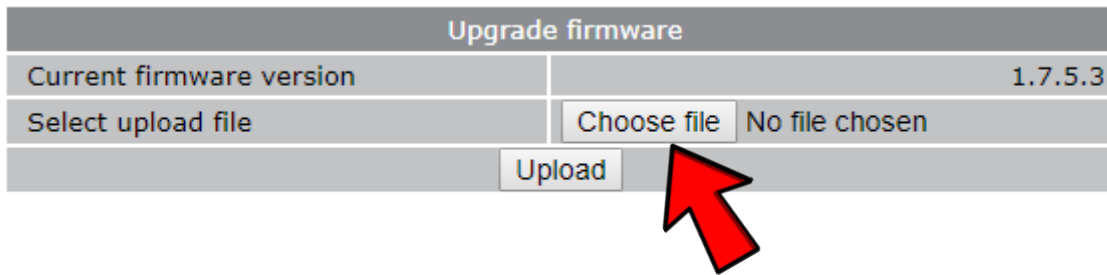 Upgrade firmware
Current firmware version 1.7.5.3
Select upload file Choose file No file chosen
Upload